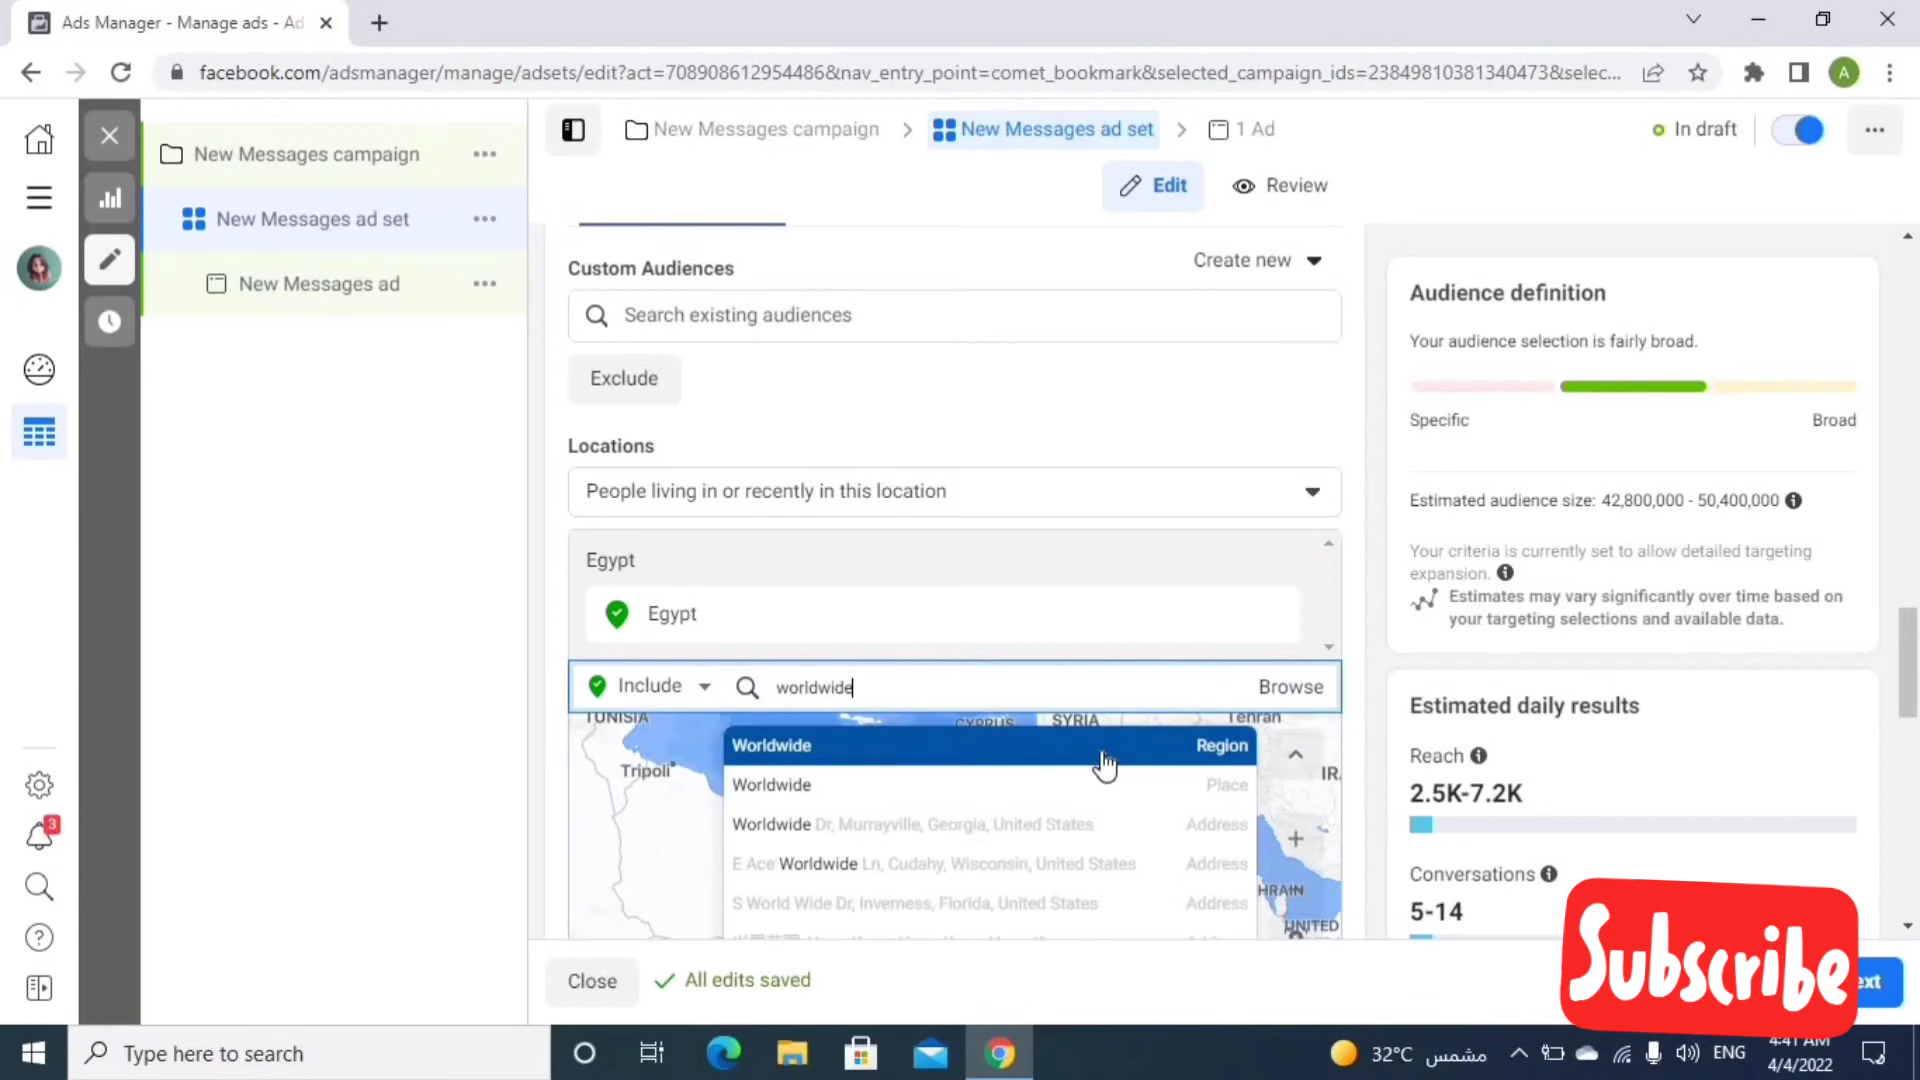 Ads Manager - Manage ads - Ad
facebook.com/adsmanager/manage/adsets/edit?act=708908612954486&nav_entry_point=comet_bookmark&selected_campaign_ids=23849810381340473&selec...
A
New Messages campaign
New Messages ad set
New Messages ad
New Messages campaign
New Messages ad set
1 Ad
In draft
Edit
Review
Custom Audiences
Create new
Search existing audiences
Exclude
Locations
People living in or recently in this location
Egypt
Egypt
Include
worldwide
Browse
TUNISIA
CYPRUS
SYRIA
Tehran
Tripoli
Worldwide Region
Worldwide Place
Worldwide Dr, Murrayville, Georgia, United States Address
E Ace Worldwide Ln, Cudahy, Wisconsin, United States Address
S World Wide Dr, Inverness, Florida, United States Address
IR
HRAIN
UNITED
Audience definition
Your audience selection is fairly broad.
Specific
Broad
Estimated audience size: 42,800,000 - 50,400,000
Your criteria is currently set to allow detailed targeting
expansion.
Estimates may vary significantly over time based on
your targeting selections and available data.
Estimated daily results
Reach
2.5K-7.2K
Conversations
5-14
3
Close
All edits saved
ext
Subscribe
Type here to search
32°C مشمس
ENG
4:41 AM
4/4/2022